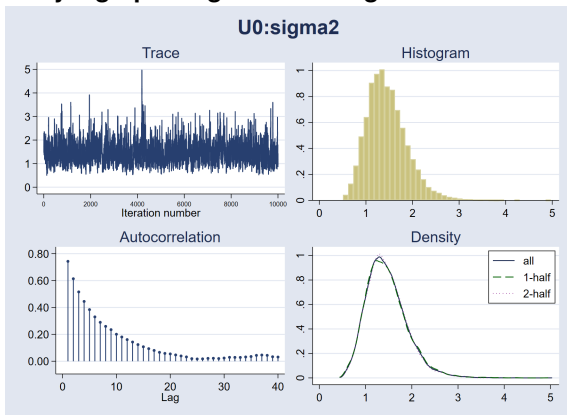 U0:sigma2
Trace
5
4
3
2
1
0
0 2000 4000 6000 8000 10000
Iteration number
Histogram
1
.8
.6
.4
.2
0
0 1 2 3 4 5
Autocorrelation
0.80
0.60
0.40
0.20
0.00
0 10 20 30 40
Lag
Density
1
.8
.6
.4
.2
0
0 1 2 3 4 5
all
1-half
2-half